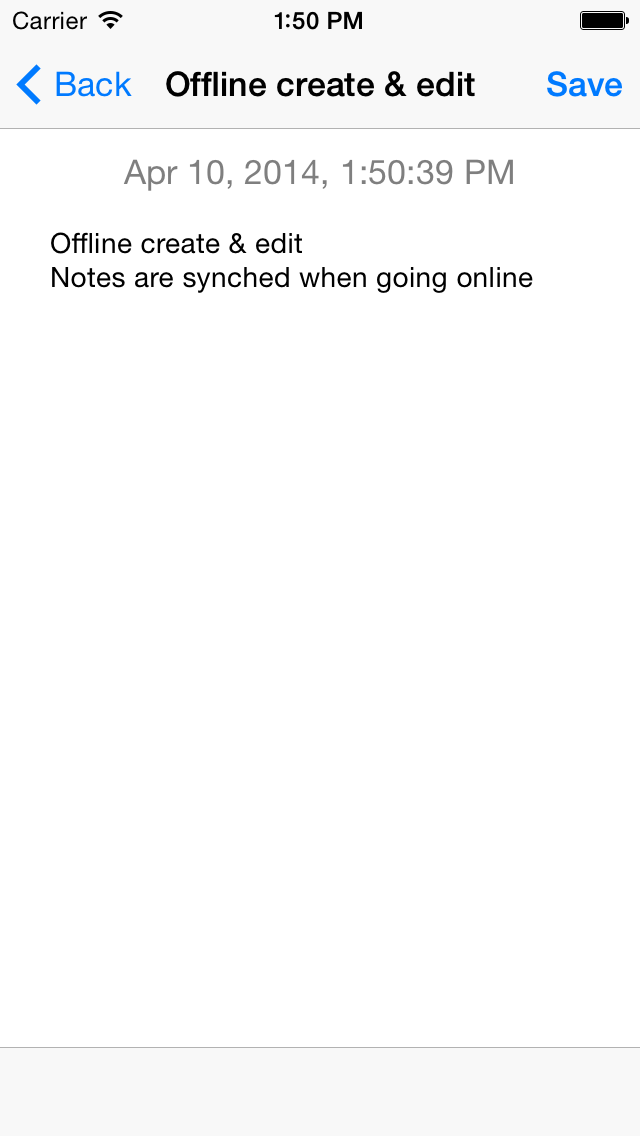 Carrier 1:50 PM
Back Offline create & edit Save
Apr 10, 2014, 1:50:39 PM
Offline create & edit
Notes are synched when going online